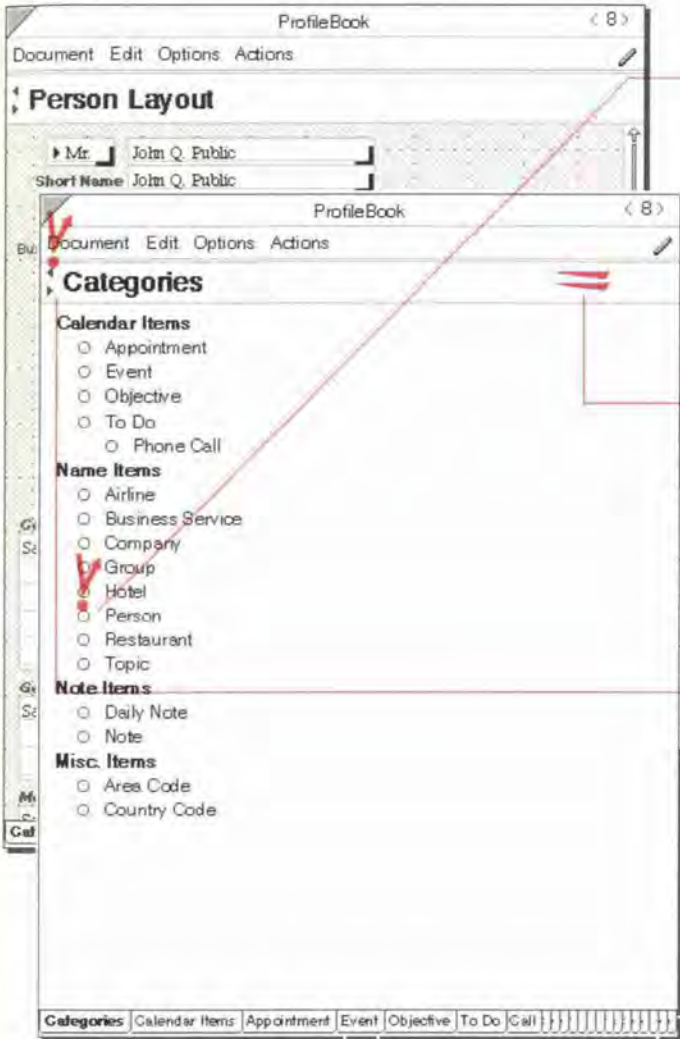 ProfileBook < 8 >
Document Edit Options Actions
Person Layout
Mr. John Q. Public
Short Name John Q. Public
ProfileBook < 8 >
Document Edit Options Actions
Categories
Calendar Items
Appointment
Event
Objective
To Do
Phone Call
Name Items
Airline
Business Service
Company
Group
Hotel
Person
Restaurant
Topic
Note Items
Daily Note
Note
Misc. Items
Area Code
Country Code
Categories Calendar Items Appointment Event Objective To Do Call